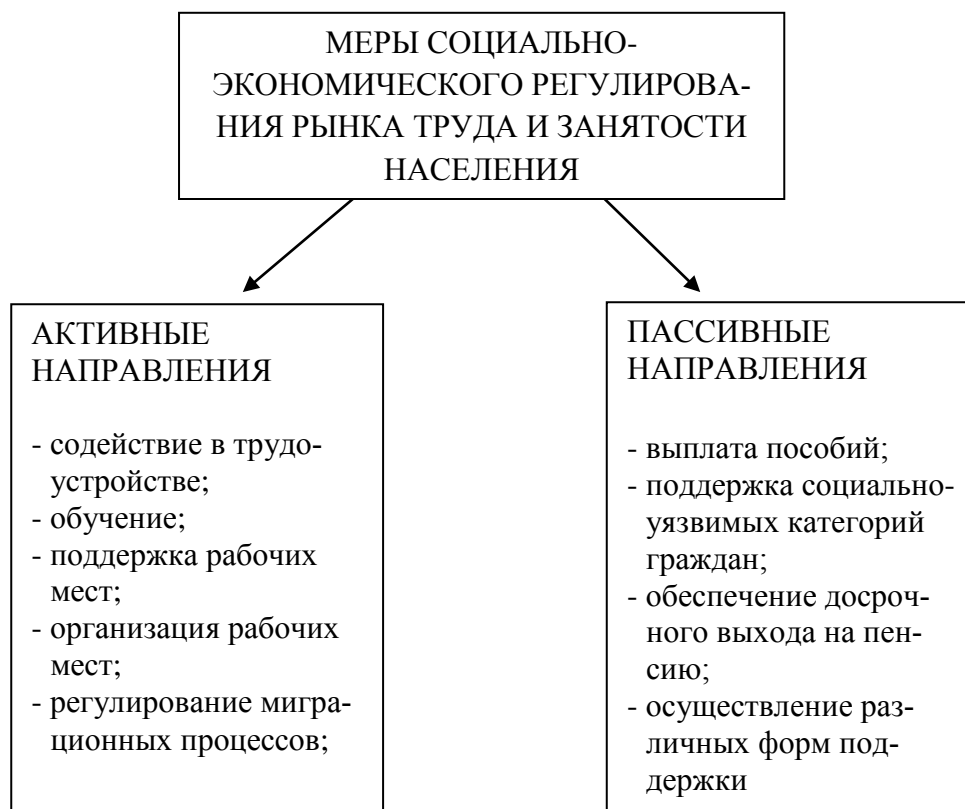 МЕРЫ СОЦИАЛЬНО-
ЭКОНОМИЧЕСКОГО РЕГУЛИРОВА-
НИЯ РЫНКА ТРУДА И ЗАНЯТОСТИ
НАСЕЛЕНИЯ
АКТИВНЫЕ
НАПРАВЛЕНИЯ
- содействие в трудо-
устройстве;
- обучение;
- поддержка рабочих
мест;
- организация рабочих
мест;
- регулирование мигра-
ционных процессов;
ПАССИВНЫЕ
НАПРАВЛЕНИЯ
- выплата пособий;
- поддержка социально-
уязвимых категорий
граждан;
- обеспечение досроч-
ного выхода на пен-
сию;
- осуществление раз-
личных форм под-
держки